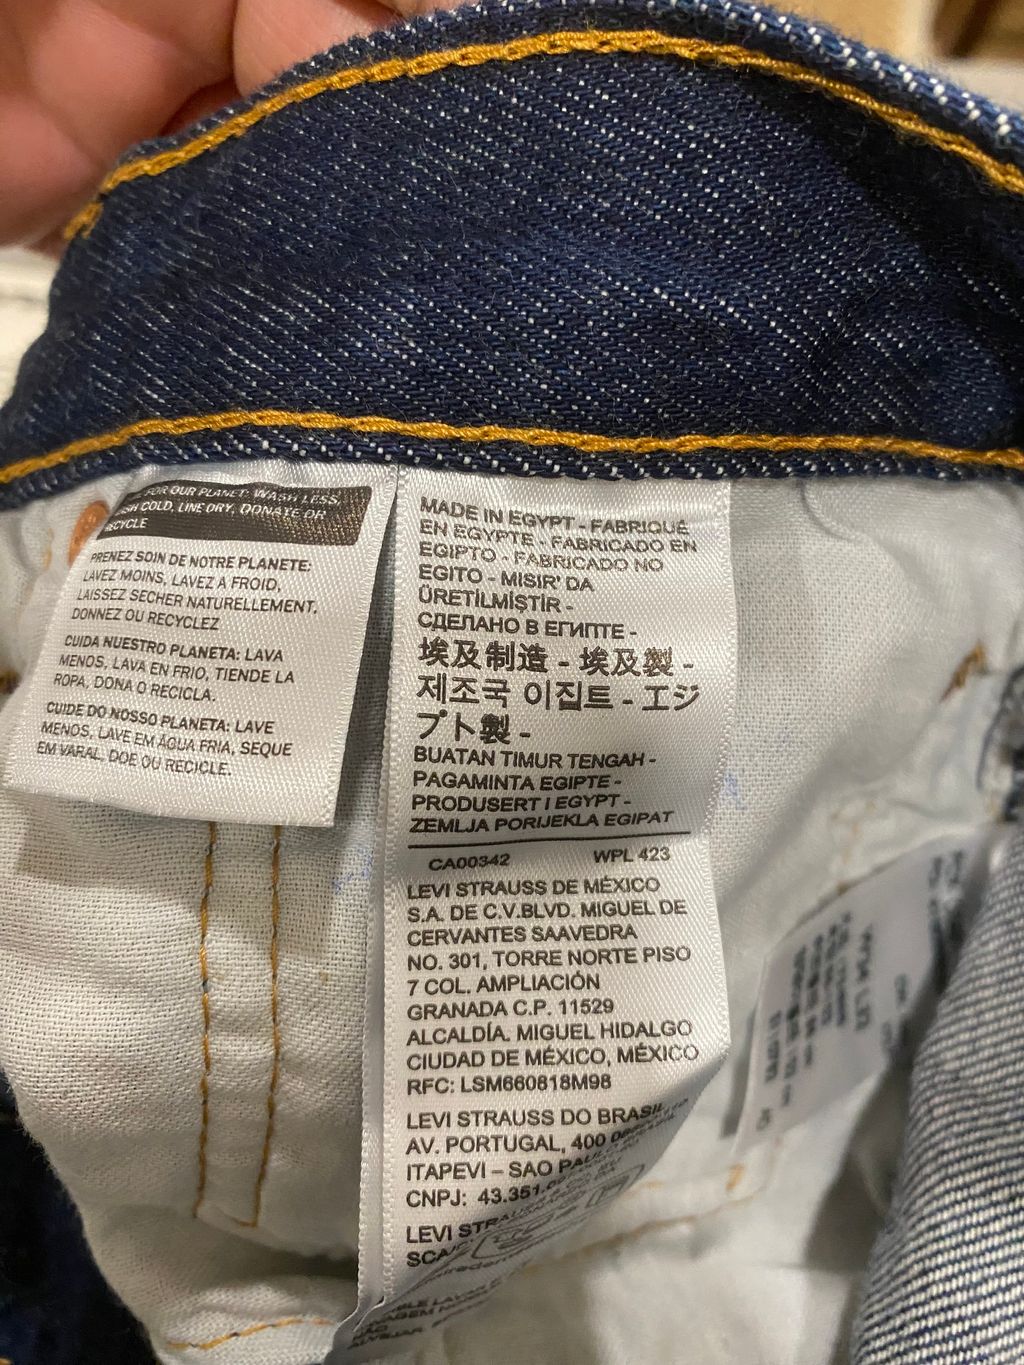 FOR OUR PLANET: WASH LESS,
COLD, LINE DRY, DONATE OR
RECYCLE
PRENEZ SOIN DE NOTRE PLANETE:
LAVEZ MOINS, LAVEZ A FROID,
LAISSEZ SECHER NATURELLEMENT,
DONNEZ OU RECYCLEZ
CUIDA NUESTRO PLANETA: LAVA
MENOS, LAVA EN FRIO, TIENDE LA
ROPA, DONA O RECICLA.
CUIDE DO NOSSO PLANETA: LAVE
MENOS, LAVE EM ÁGUA FRIA, SEQUE
EM VARAL, DOE OU RECICLE.
MADE IN EGYPT - FABRIQUÉ
EN EGYPTE - FABRICADO EN
EGIPTO - FABRICADO NO
EGITO - MISIR' DA
ÜRETİLMİŞTİR -
СДЕЛАНО В ЕГИПТЕ -
埃及制造 - 埃及製 -
제조국 이집트 - エジ
プト製 -
BUATAN TIMUR TENGAH -
PAGAMINTA EGIPTE -
PRODUSERT I EGYPT -
ZEMLJA PORIJEKLA EGIPAT
CA00342 WPL 423
LEVI STRAUSS DE MÉXICO
S.A. DE C.V.BLVD. MIGUEL DE
CERVANTES SAAVEDRA
NO. 301, TORRE NORTE PISO
7 COL. AMPLIACIÓN
GRANADA C.P. 11529
ALCALDÍA. MIGUEL HIDALGO
CIUDAD DE MÉXICO, MÉXICO
RFC: LSM660818M98
LEVI STRAUSS DO BRASIL
AV. PORTUGAL, 400
ITAPEVI – SAO PAULO
CNPJ: 43.351.
LEVI STRAUSS